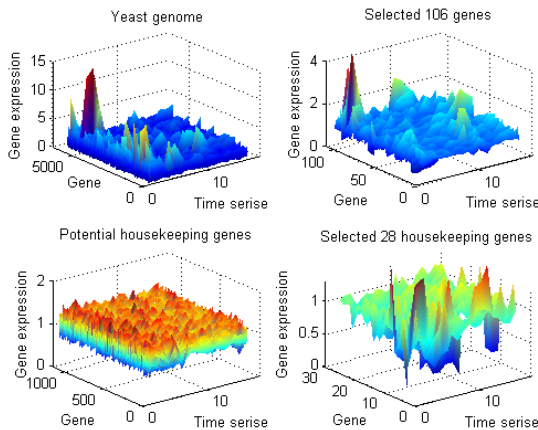 Yeast genome
15
10
5
0
Gene expression
5000
0
Gene
0
10
Time serise
Selected 106 genes
4
2
0
Gene expression
100
50
0
Gene
0
10
Time serise
Potential housekeeping genes
2
1
0
Gene expression
1000
500
0
Gene
0
10
Time serise
Selected 28 housekeeping genes
1
0.5
0
Gene expression
30
20
10
0
Gene
0
10
Time serise